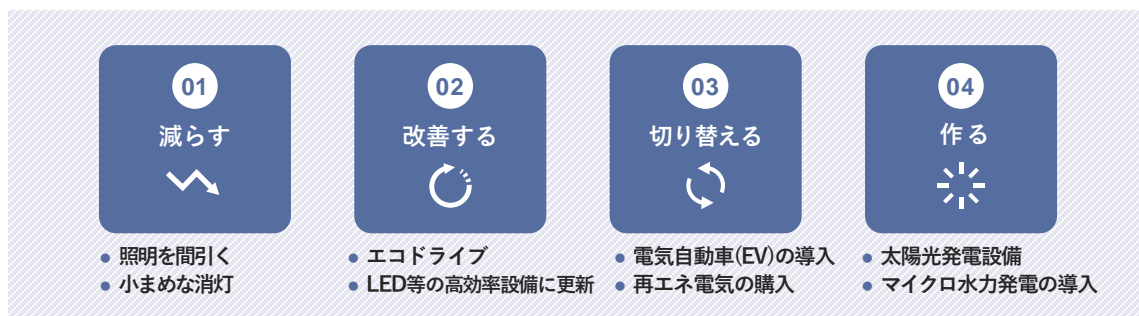 01
減らす
• 照明を間引く
• 小まめな消灯
02
改善する
• エコドライブ
• LED等の高効率設備に更新
03
切り替える
• 電気自動車(EV)の導入
• 再エネ電気の購入
04
作る
• 太陽光発電設備
• マイクロ水力発電の導入